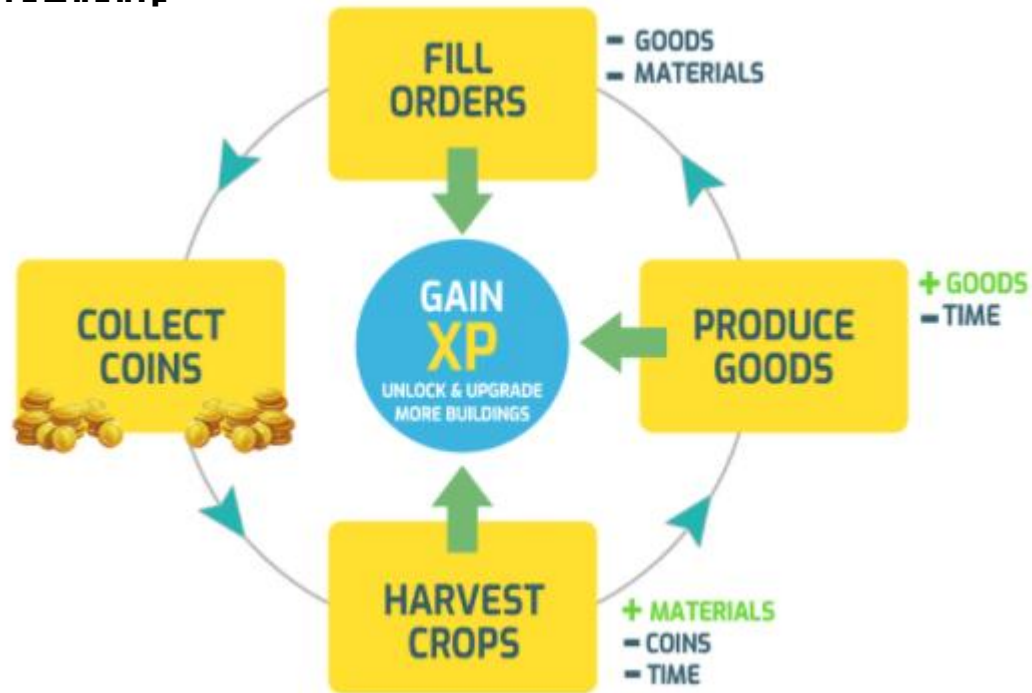 FILL
ORDERS
- GOODS
- MATERIALS
COLLECT
COINS
GAIN
XP
UNLOCK & UPGRADE
MORE BUILDINGS
PRODUCE
GOODS
+ GOODS
- TIME
HARVEST
CROPS
+ MATERIALS
- COINS
- TIME